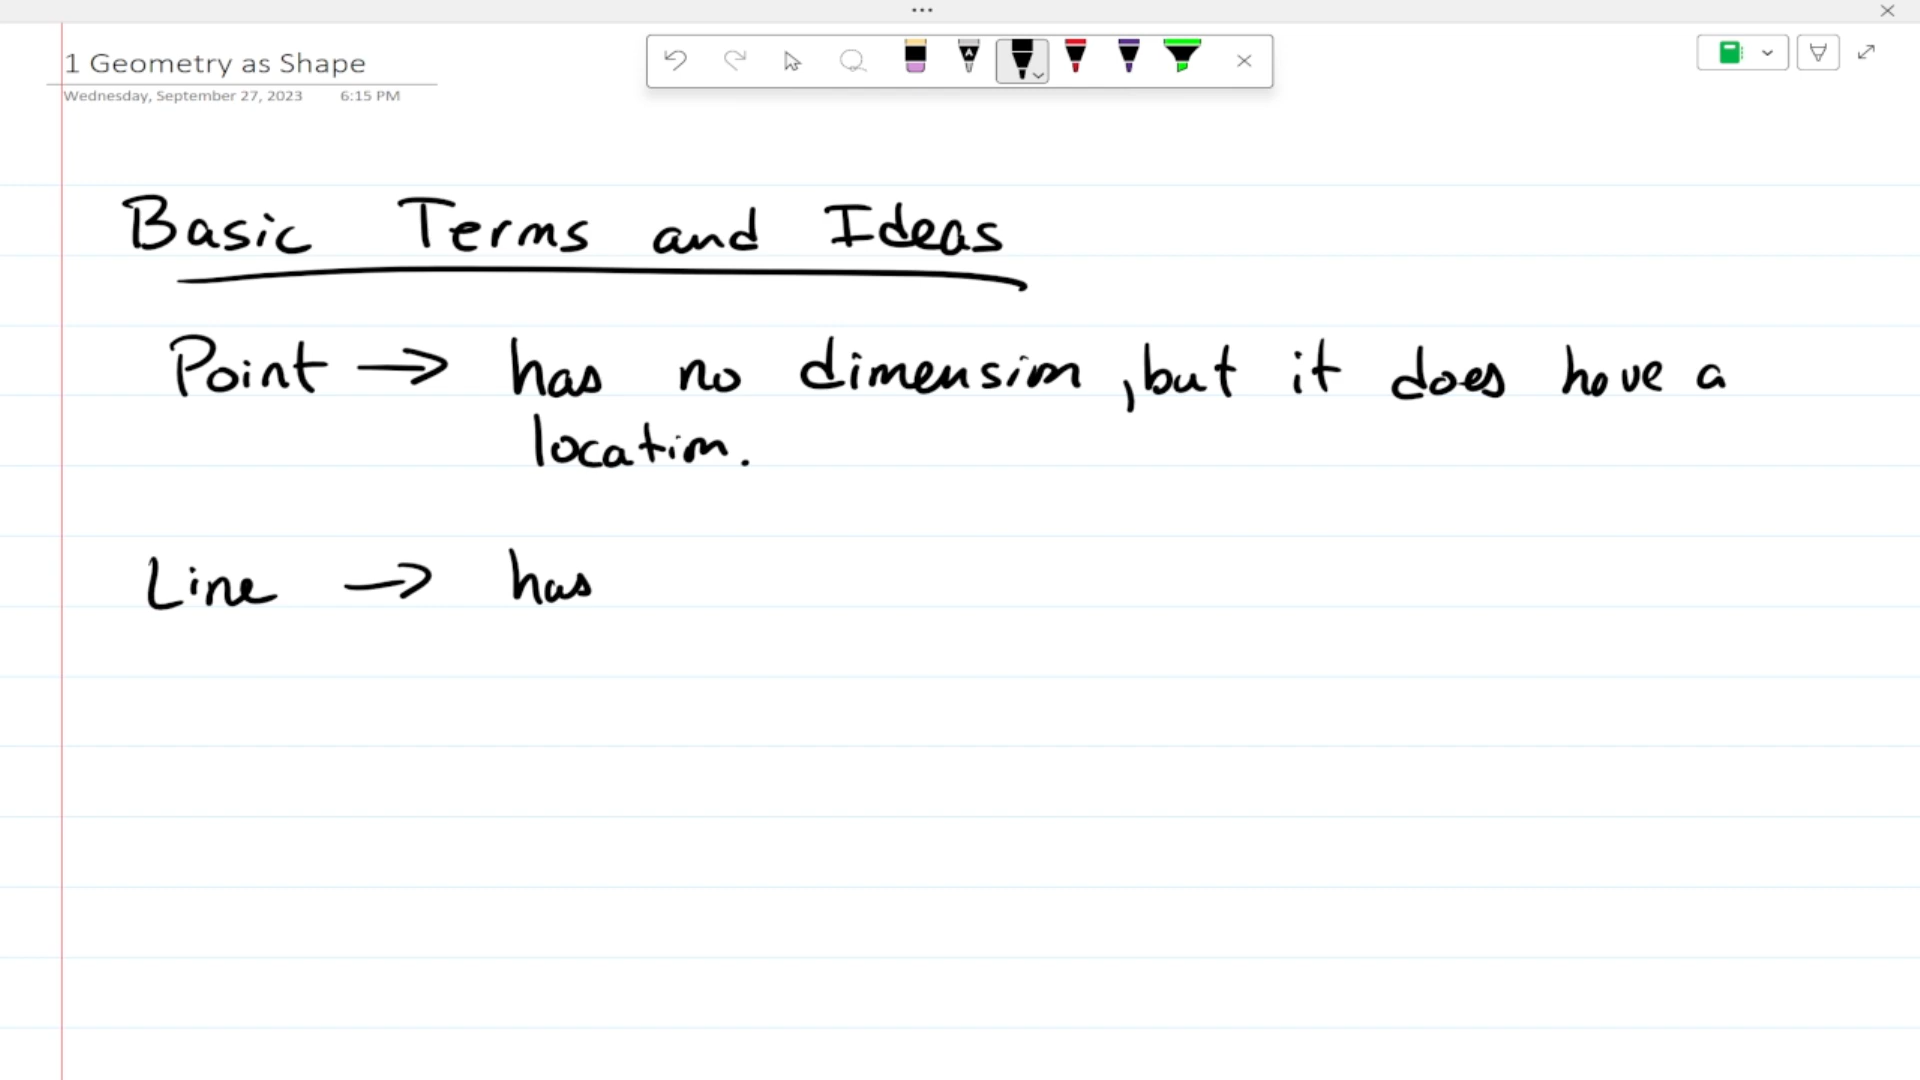 1 Geometry as Shape
Wednesday, September 27, 2023 6:15 PM
Basic Terms and Ideas
Point → has no dimension, but it does have a
location.
Line → has